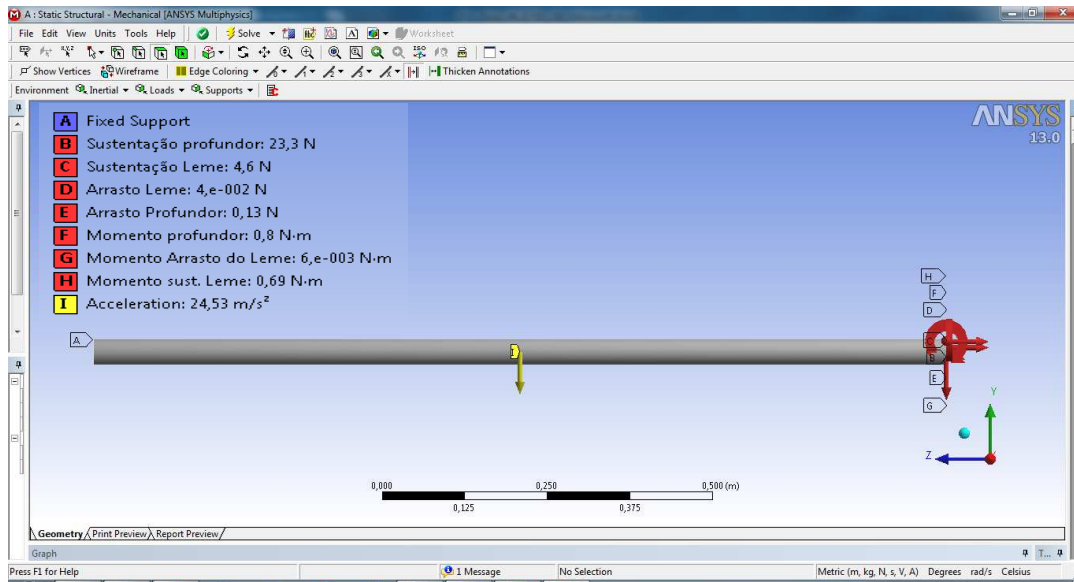 A : Static Structural - Mechanical [ANSYS Multiphysics]
File Edit View Units Tools Help Solve Worksheet
Show Vertices Wireframe Edge Coloring Thicken Annotations
Environment Inertial Loads Supports
A Fixed Support
B Sustentação profundor: 23,3 N
C Sustentação Leme: 4,6 N
D Arrasto Leme: 4,e-002 N
E Arrasto Profundor: 0,13 N
F Momento profundor: 0,8 N·m
G Momento Arrasto do Leme: 6,e-003 N·m
H Momento sust. Leme: 0,69 N·m
I Acceleration: 24,53 m/s²
ANSYS
13.0
H
F
D
A
I
C
B
E
G
Y
Z
0,000 0,250 0,500 (m)
0,125 0,375
Geometry Print Preview Report Preview
Graph T...
Press F1 for Help 1 Message No Selection Metric (m, kg, N, s, V, A) Degrees rad/s Celsius